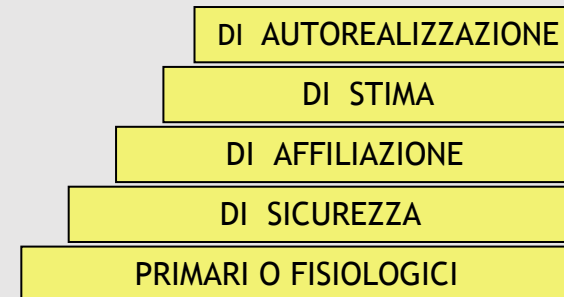 DI AUTOREALIZZAZIONE
DI STIMA
DI AFFILIAZIONE
DI SICUREZZA
PRIMARI O FISIOLOGICI